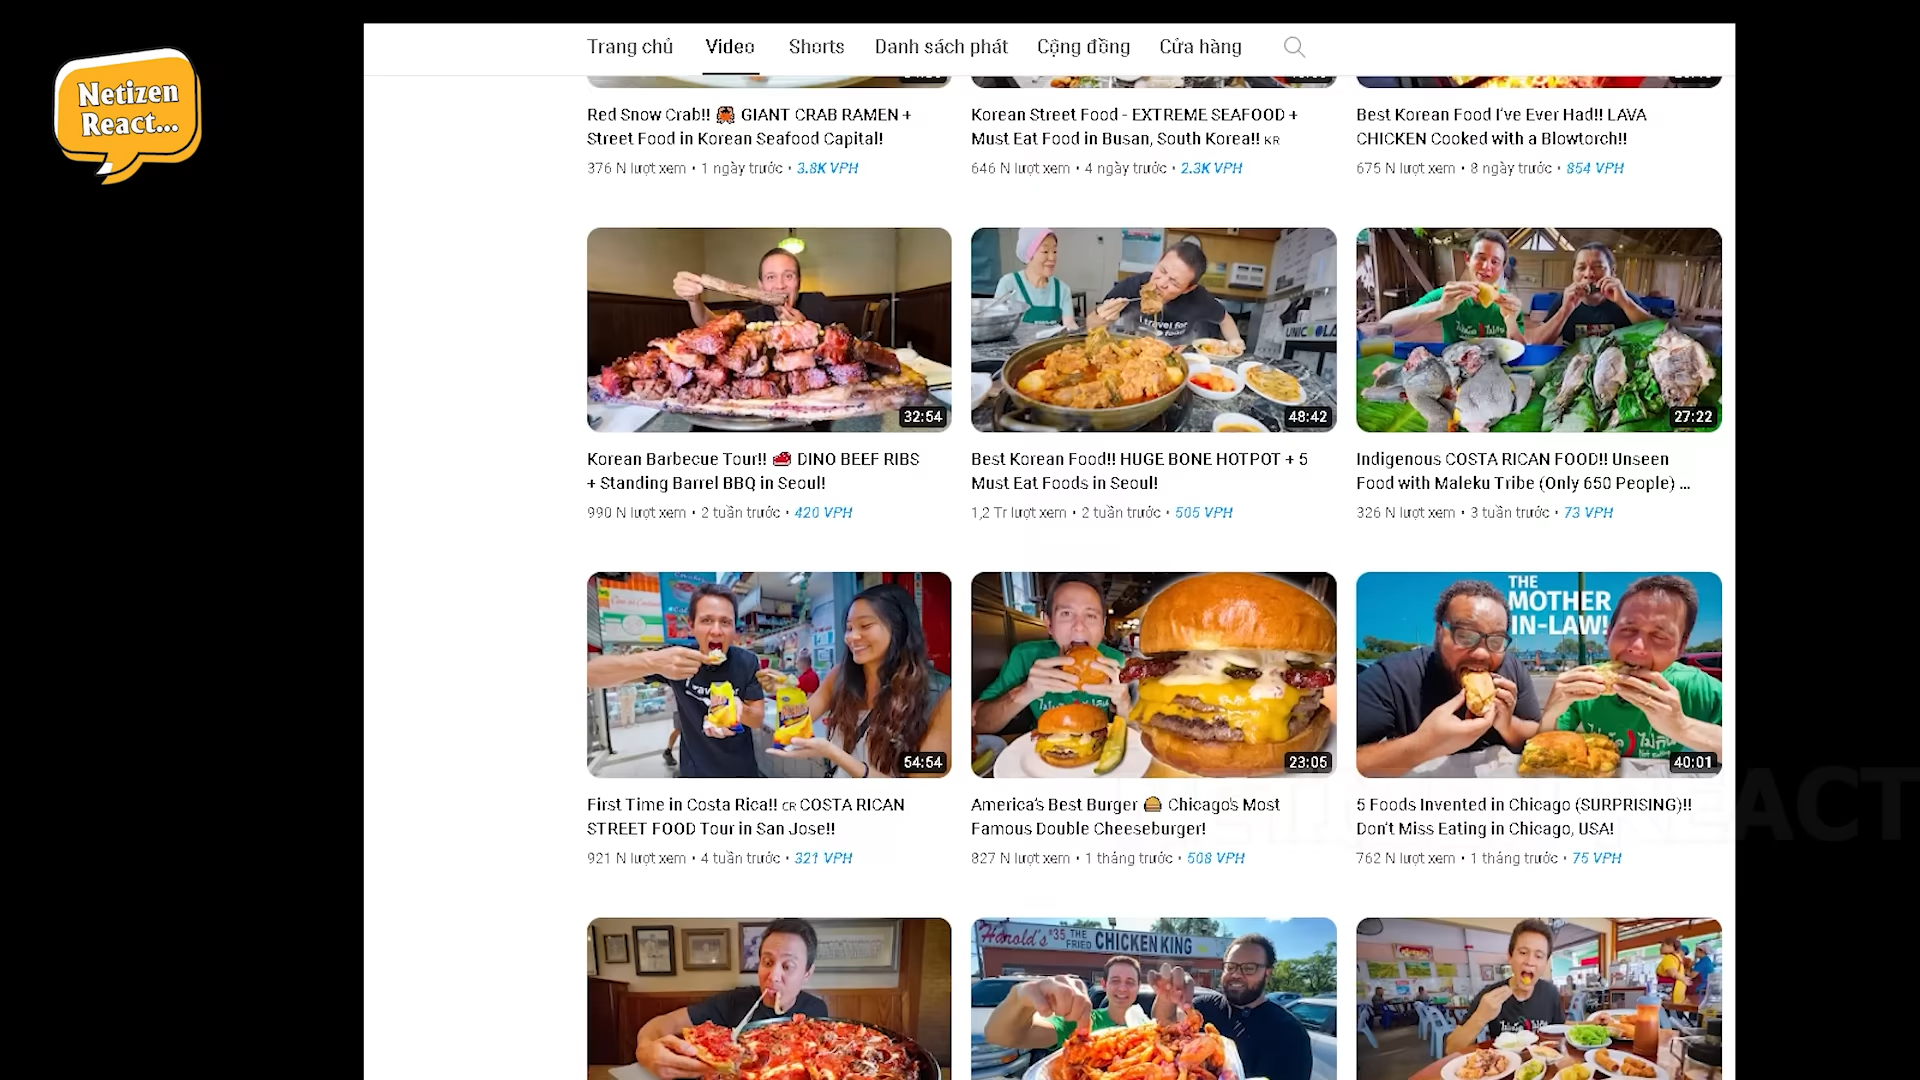 Netizen
React...
Trang chủ Video Shorts Danh sách phát Cộng đồng Cửa hàng
Red Snow Crab!! 🦀 GIANT CRAB RAMEN +
Street Food in Korean Seafood Capital!
376 N lượt xem • 1 ngày trước • 3.8K VPH
Korean Street Food - EXTREME SEAFOOD +
Must Eat Food in Busan, South Korea!! KR
646 N lượt xem • 4 ngày trước • 2.3K VPH
Best Korean Food I've Ever Had!! LAVA
CHICKEN Cooked with a Blowtorch!!
675 N lượt xem • 8 ngày trước • 854 VPH
i travel for
UNIC
32:54
48:42
27:22
Korean Barbecue Tour!! 🥩 DINO BEEF RIBS
+ Standing Barrel BBQ in Seoul!
990 N lượt xem • 2 tuần trước • 420 VPH
Best Korean Food!! HUGE BONE HOTPOT + 5
Must Eat Foods in Seoul!
1,2 Tr lượt xem • 2 tuần trước • 505 VPH
Indigenous COSTA RICAN FOOD!! Unseen
Food with Maleku Tribe (Only 650 People) ...
326 N lượt xem • 3 tuần trước • 73 VPH
THE
MOTHER
IN-LAW!
54:54
23:05
40:01
First Time in Costa Rica!! CR COSTA RICAN
STREET FOOD Tour in San Jose!!
921 N lượt xem • 4 tuần trước • 321 VPH
America's Best Burger 🍔 Chicago's Most
Famous Double Cheeseburger!
827 N lượt xem • 1 tháng trước • 508 VPH
5 Foods Invented in Chicago (SURPRISING)!!
Don't Miss Eating in Chicago, USA!
762 N lượt xem • 1 tháng trước • 75 VPH
REACT
Harold's #35 THE FRIED CHICKEN KING